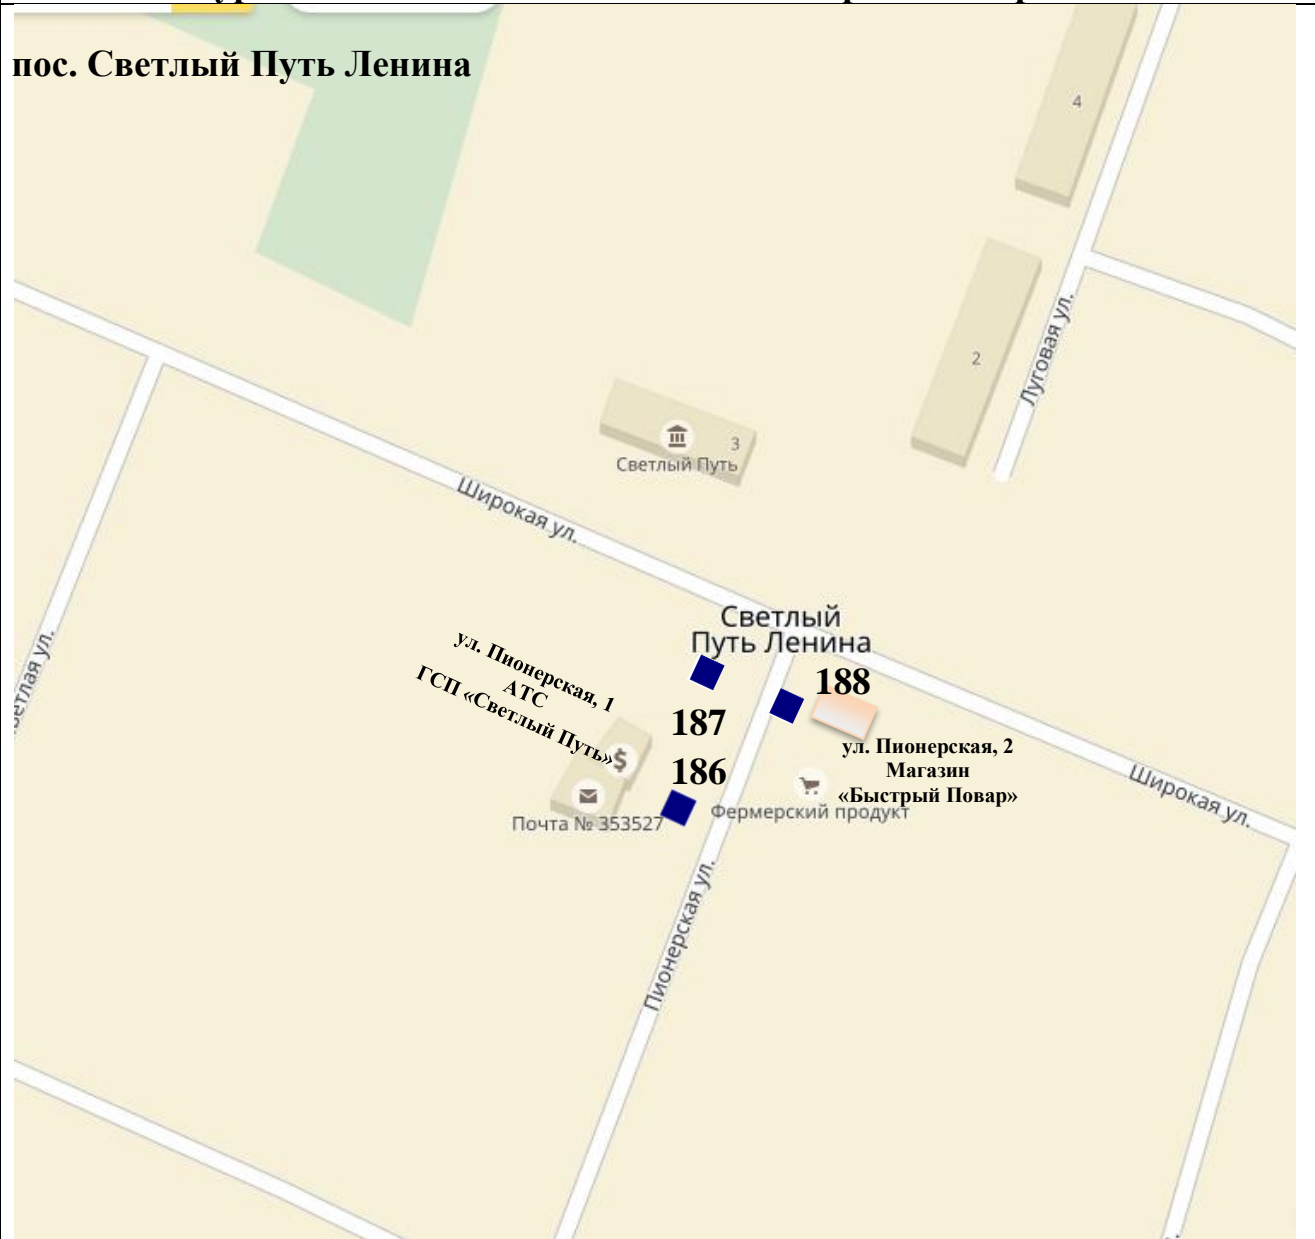 пос. Светлый Путь Ленина
4
2
Луговая ул.
3
Светлый Путь
Широкая ул.
Светлый
Путь Ленина
ул. Пионерская, 1
АТС
ГСП «Светлый Путь»
188
187
186
ул. Пионерская, 2
Магазин
«Быстрый Повар»
Фермерский продукт
Почта № 353527
Широкая ул.
Пионерская ул.